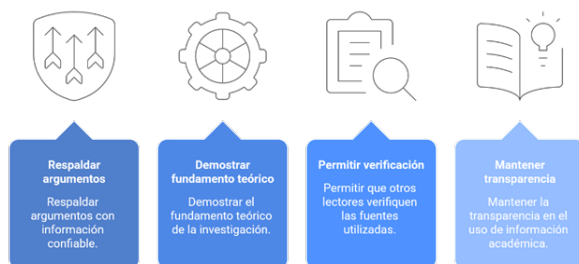 Respaldar
argumentos
Respaldar
argumentos con
información
confiable.
Demostrar
fundamento teórico
Demostrar el
fundamento teórico
de la investigación.
Permitir verificación
Permitir que otros
lectores verifiquen
las fuentes
utilizadas.
Mantener
transparencia
Mantener la
transparencia en el
uso de información
académica.